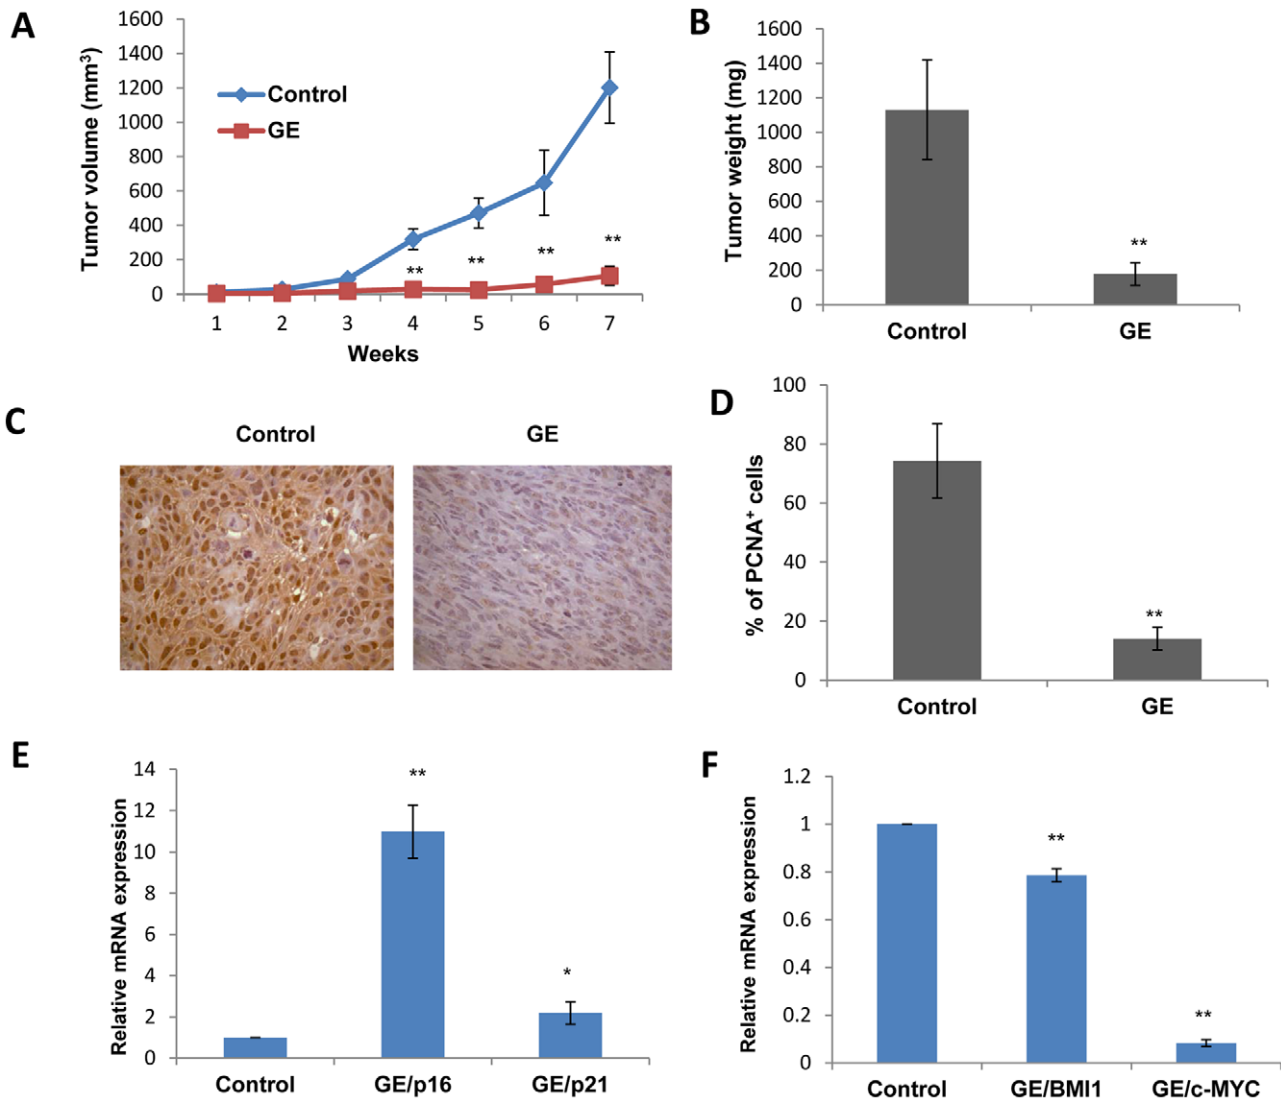 A
Tumor volume (mm³)
1600
1400
1200
1000
800
600
400
200
0
Control
GE
**
**
**
**
1 2 3 4 5 6 7
Weeks
B
Tumor weight (mg)
1600
1400
1200
1000
800
600
400
200
0
**
Control GE
C
Control GE
D
% of PCNA⁺ cells
100
80
60
40
20
0
**
Control GE
E
Relative mRNA expression
14
12
10
8
6
4
2
0
**
*
Control GE/p16 GE/p21
F
Relative mRNA expression
1.2
1
0.8
0.6
0.4
0.2
0
**
**
Control GE/BMI1 GE/c-MYC